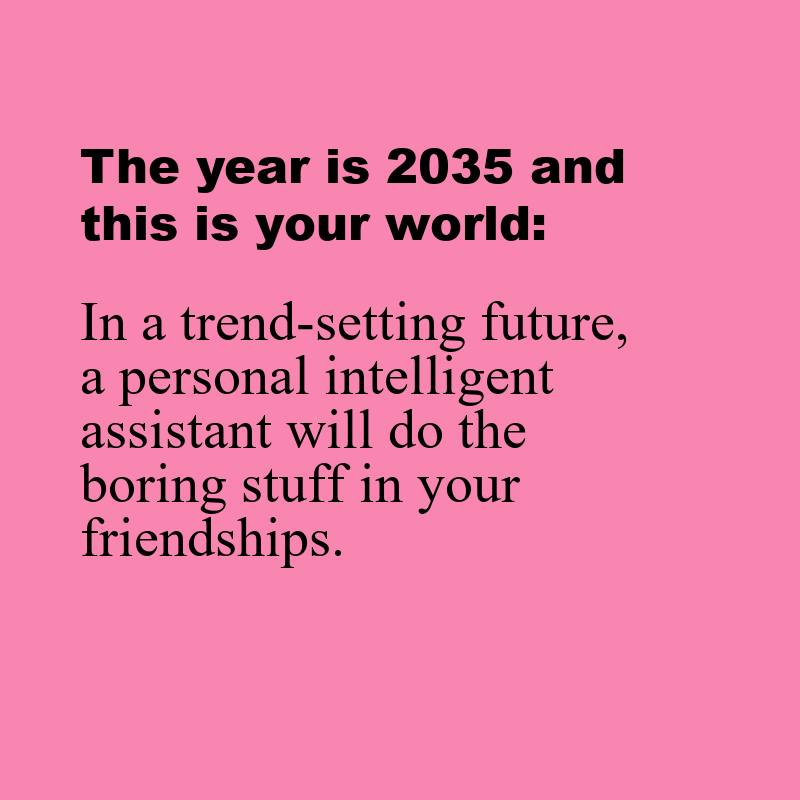 The year is 2035 and
this is your world:
In a trend-setting future,
a personal intelligent
assistant will do the
boring stuff in your
friendships.